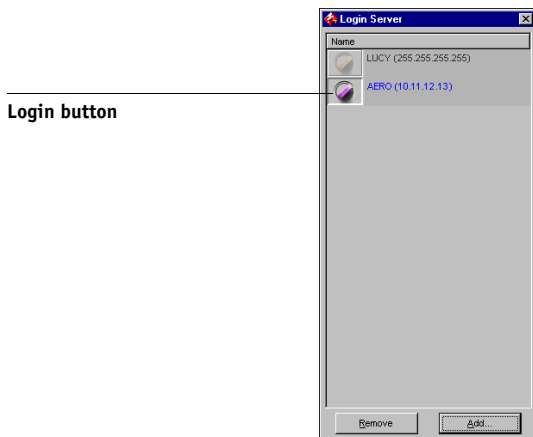 Login Server
Name
LUCY (255.255.255.255)
AERO (10.11.12.13)
Login button
Remove
Add...